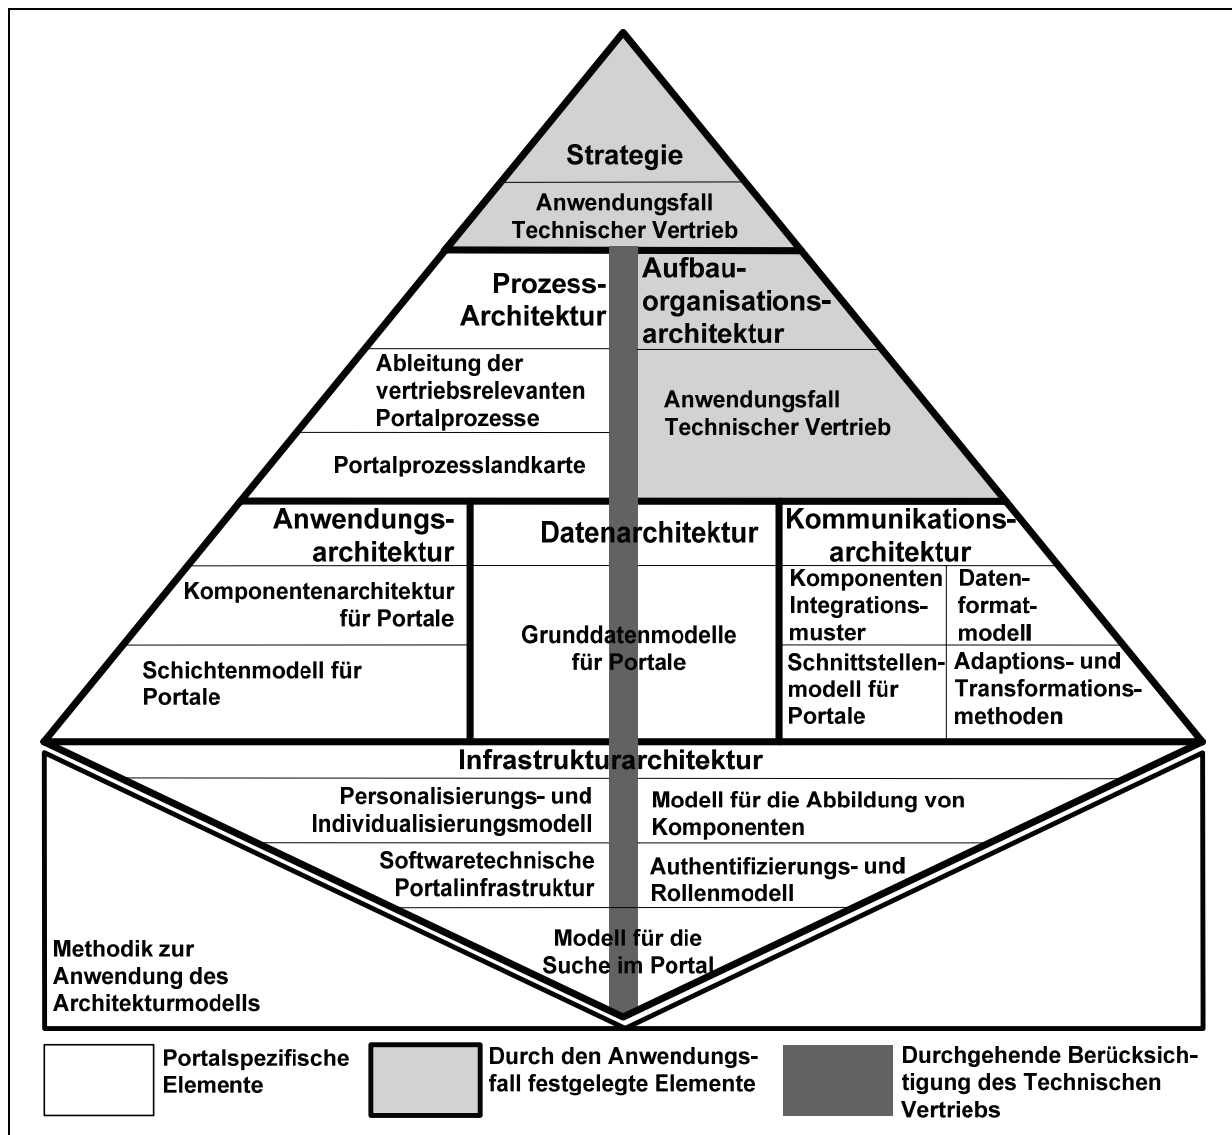 Strategie
Anwendungsfall
Technischer Vertrieb
Prozess-
Architektur
Aufbau-
organisations-
architektur
Ableitung der
vertriebsrelevanten
Portalprozesse
Portalprozesslandkarte
Anwendungsfall
Technischer Vertrieb
Anwendungs-
architektur
Datenarchitektur
Kommunikations-
architektur
Komponentenarchitektur
für Portale
Schichtenmodell für
Portale
Grunddatenmodelle
für Portale
Komponenten
Integrations-
muster
Daten-
format-
modell
Schnittstellen-
modell für
Portale
Adaptions- und
Transformations-
methoden
Infrastrukturarchitektur
Personalisierungs- und
Individualisierungsmodell
Modell für die Abbildung von
Komponenten
Softwaretechnische
Portalinfrastruktur
Authentifizierungs- und
Rollenmodell
Modell für die
Suche im Portal
Methodik zur
Anwendung des
Architekturmodells
Portalspezifische
Elemente
Durch den Anwendungs-
fall festgelegte Elemente
Durchgehende Berücksich-
tigung des Technischen
Vertriebs